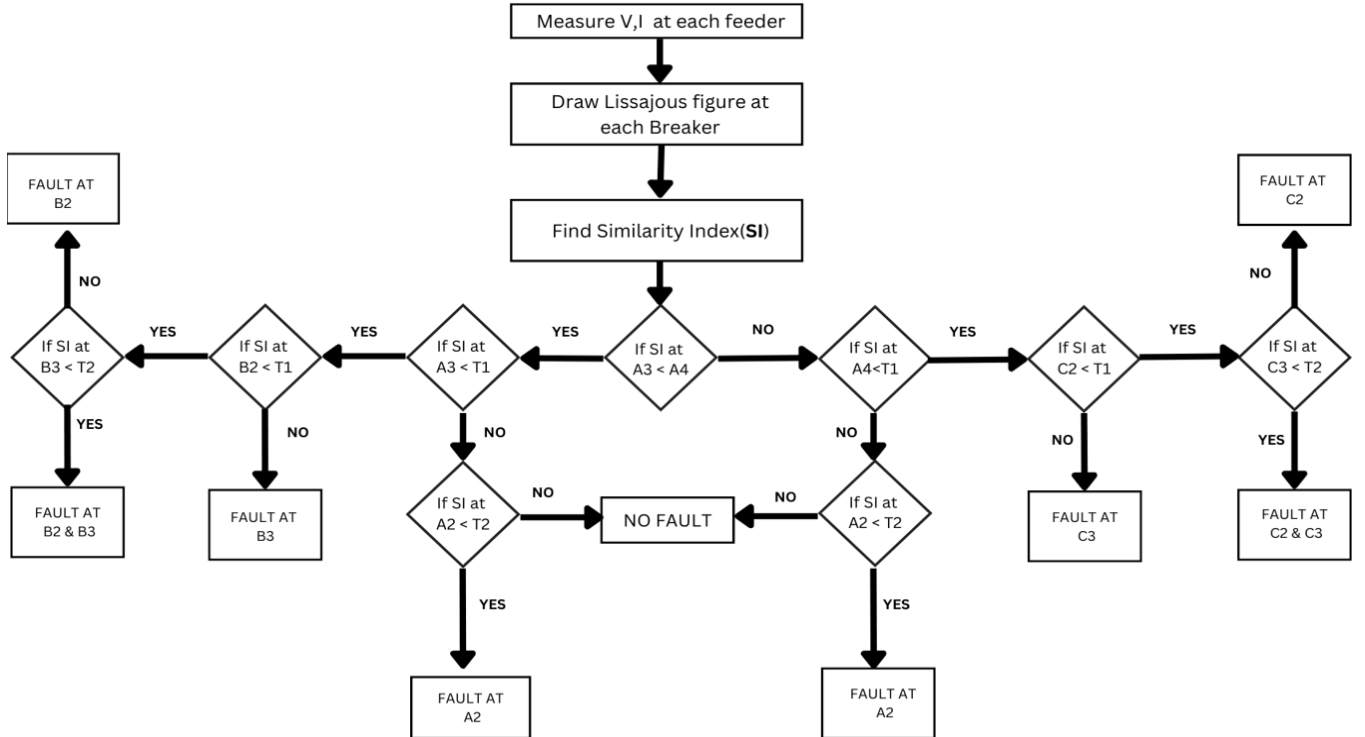 Measure V,I at each feeder
Draw Lissajous figure at
each Breaker
FAULT AT
B2
FAULT AT
C2
Find Similarity Index(SI)
NO
NO
YES
YES
YES
NO
YES
YES
If SI at
B3 < T2
If SI at
B2 < T1
If SI at
A3 < T1
If SI at
A3 < A4
If SI at
A4<T1
If SI at
C2 < T1
If SI at
C3 < T2
YES
NO
NO
NO
NO
YES
FAULT AT
B2 & B3
FAULT AT
B3
If SI at
A2 < T2
NO
NO FAULT
NO
If SI at
A2 < T2
FAULT AT
C3
FAULT AT
C2 & C3
YES
YES
FAULT AT
A2
FAULT AT
A2